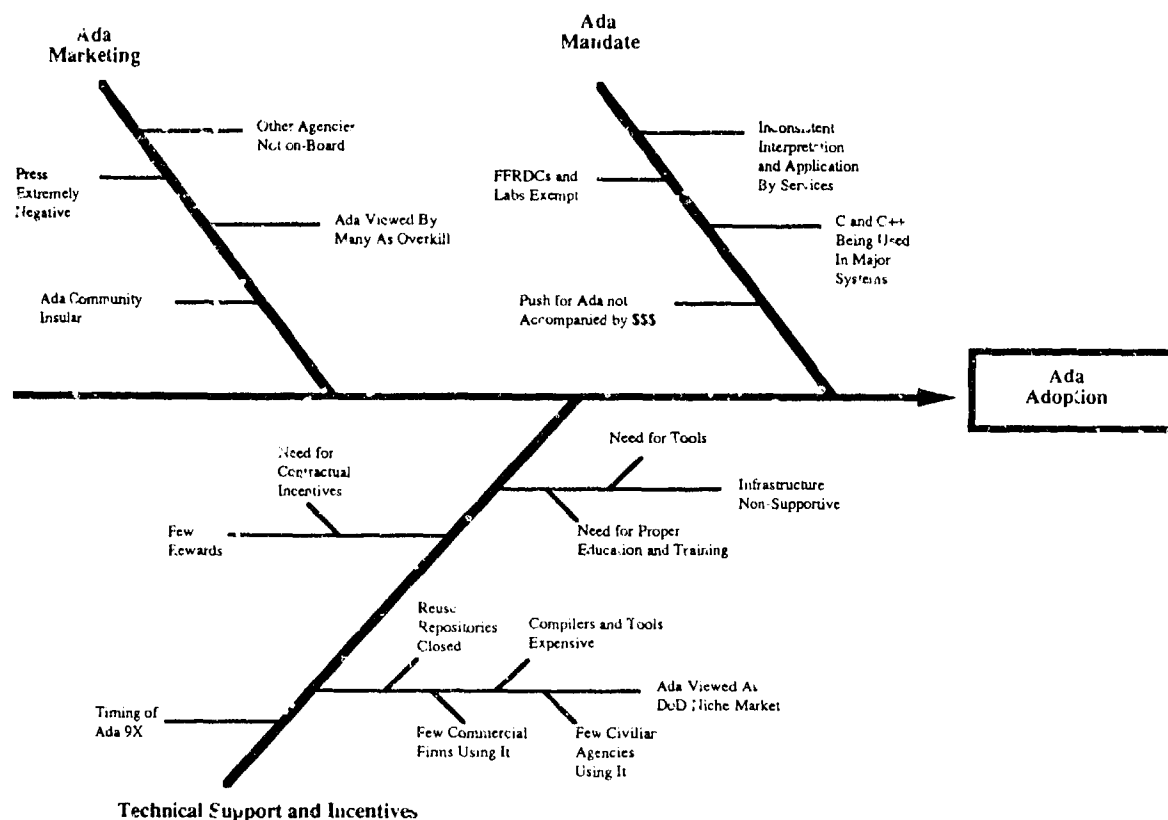 Ada
Marketing
Ada
Mandate
Other Agencies
Not on-Board
Press
Extremely
Negative
Ada Viewed By
Many As Overkill
Ada Community
Insular
Inconsistent
Interpretation
and Application
By Services
FFRDCs and
Labs Exempt
C and C++
Being Used
In Major
Systems
Push for Ada not
Accompanied by $$$
Ada
Adoption
Need for
Contractual
Incentives
Few
Rewards
Need for Tools
Infrastructure
Non-Supportive
Need for Proper
Education and Training
Reuse
Repositories
Closed
Compilers and Tools
Expensive
Ada Viewed As
DoD Niche Market
Timing of
Ada 9X
Few Commercial
Firms Using It
Few Civilian
Agencies
Using It
Technical Support and Incentives